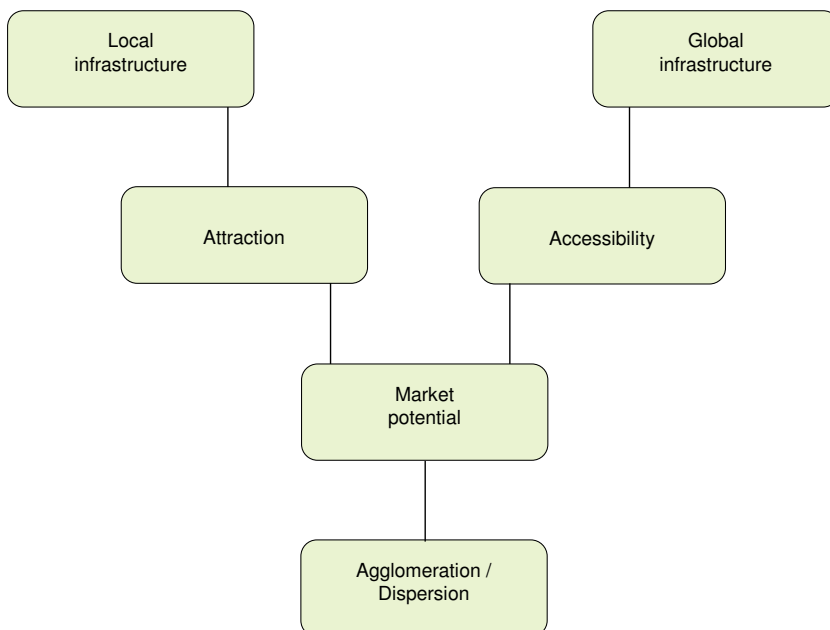 Local
infrastructure
Global
infrastructure
Attraction
Accessibility
Market
potential
Agglomeration /
Dispersion